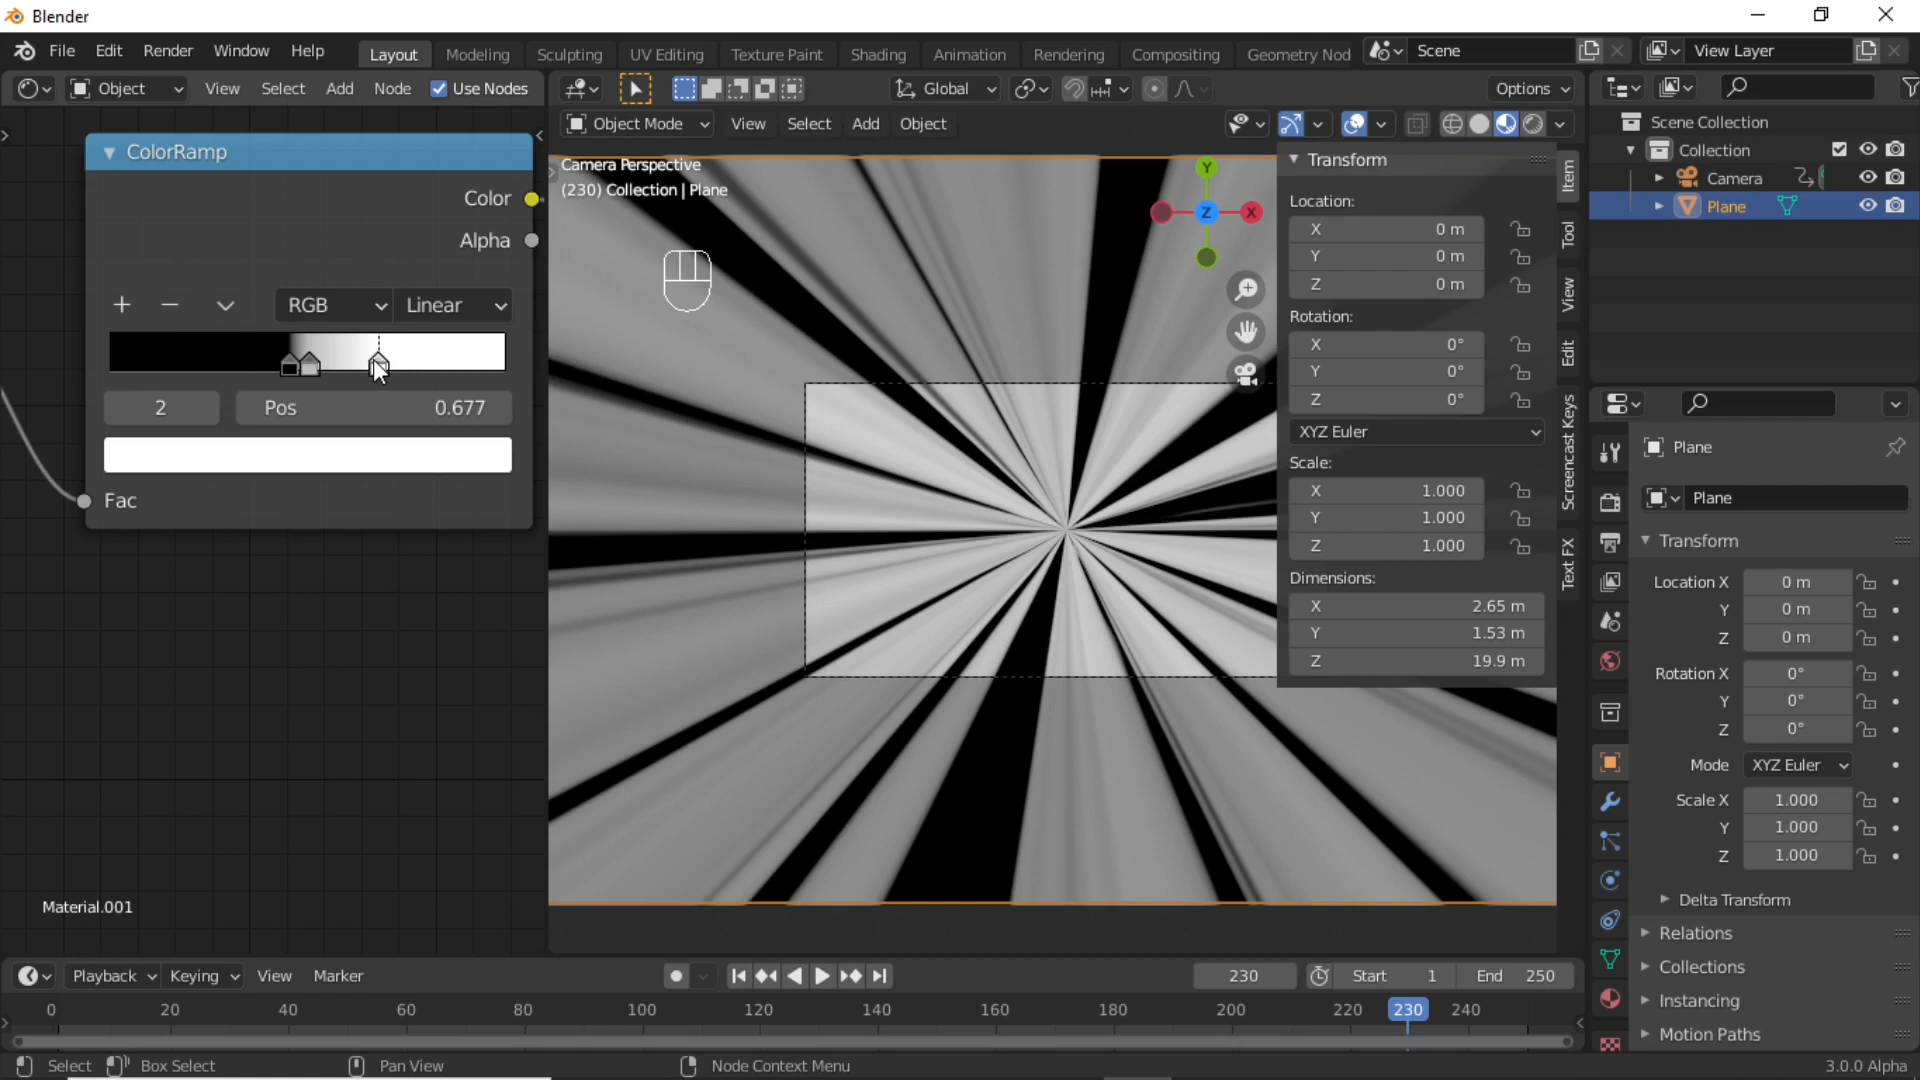 Blender
File Edit Render Window Help Layout Modeling Sculpting UV Editing Texture Paint Shading Animation Rendering Compositing Geometry Nod Scene View Layer
Object View Select Add Node Use Nodes Global Options
Object Mode View Select Add Object
ColorRamp
Color
Alpha
RGB Linear
2 Pos 0.677
Fac
Material.001
Camera Perspective
(230) Collection | Plane
Y
Z X
Transform
Location:
X 0 m
Y 0 m
Z 0 m
Rotation:
X 0°
Y 0°
Z 0°
XYZ Euler
Scale:
X 1.000
Y 1.000
Z 1.000
Dimensions:
X 2.65 m
Y 1.53 m
Z 19.9 m
Item
Tool
View
Edit
Screencast Keys
Text FX
Scene Collection
Collection
Camera
Plane
Plane
Plane
Transform
Location X 0 m
Y 0 m
Z 0 m
Rotation X 0°
Y 0°
Z 0°
Mode XYZ Euler
Scale X 1.000
Y 1.000
Z 1.000
Delta Transform
Relations
Collections
Instancing
Motion Paths
Playback Keying View Marker 230 Start 1 End 250
0 20 40 60 80 100 120 140 160 180 200 220 230 240
Select Box Select Pan View Node Context Menu 3.0.0 Alpha